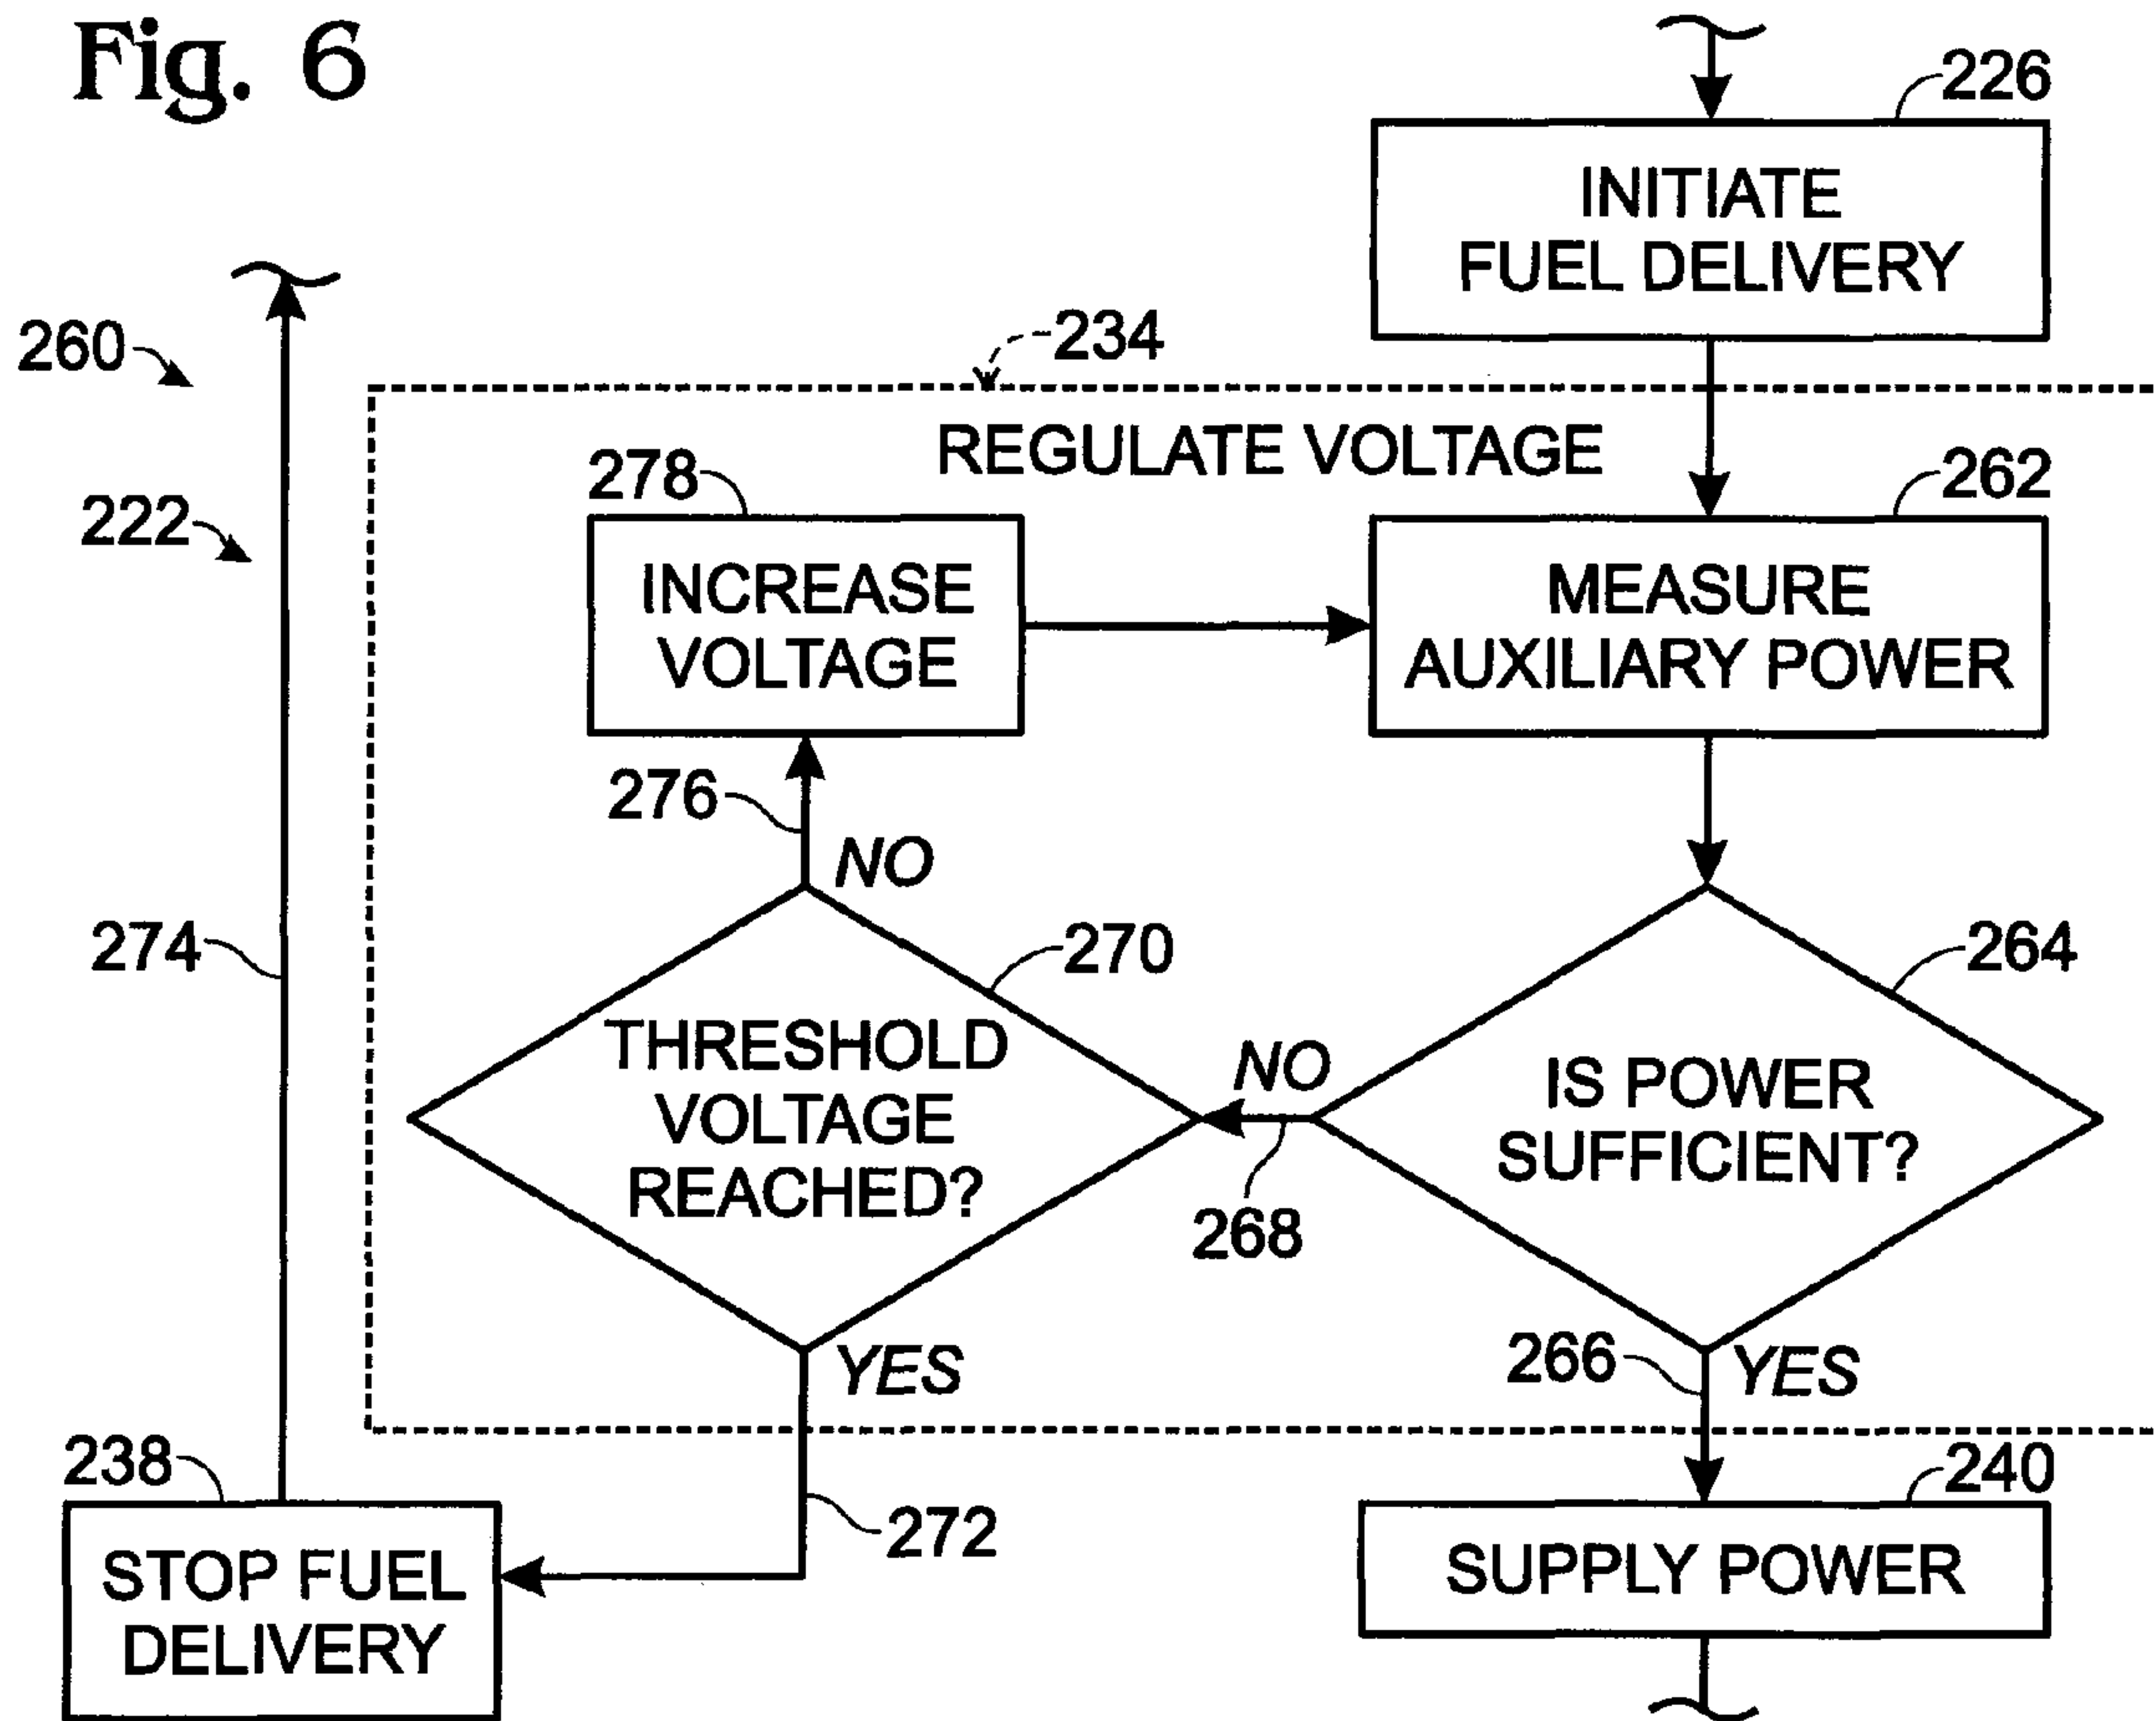 Fig. 6
226
INITIATE
FUEL DELIVERY
260
234
REGULATE VOLTAGE
222
278
262
INCREASE
VOLTAGE
MEASURE
AUXILIARY POWER
276
NO
274
270
264
THRESHOLD
VOLTAGE
REACHED?
NO
IS POWER
SUFFICIENT?
268
YES
266
YES
238
272
240
STOP FUEL
DELIVERY
SUPPLY POWER